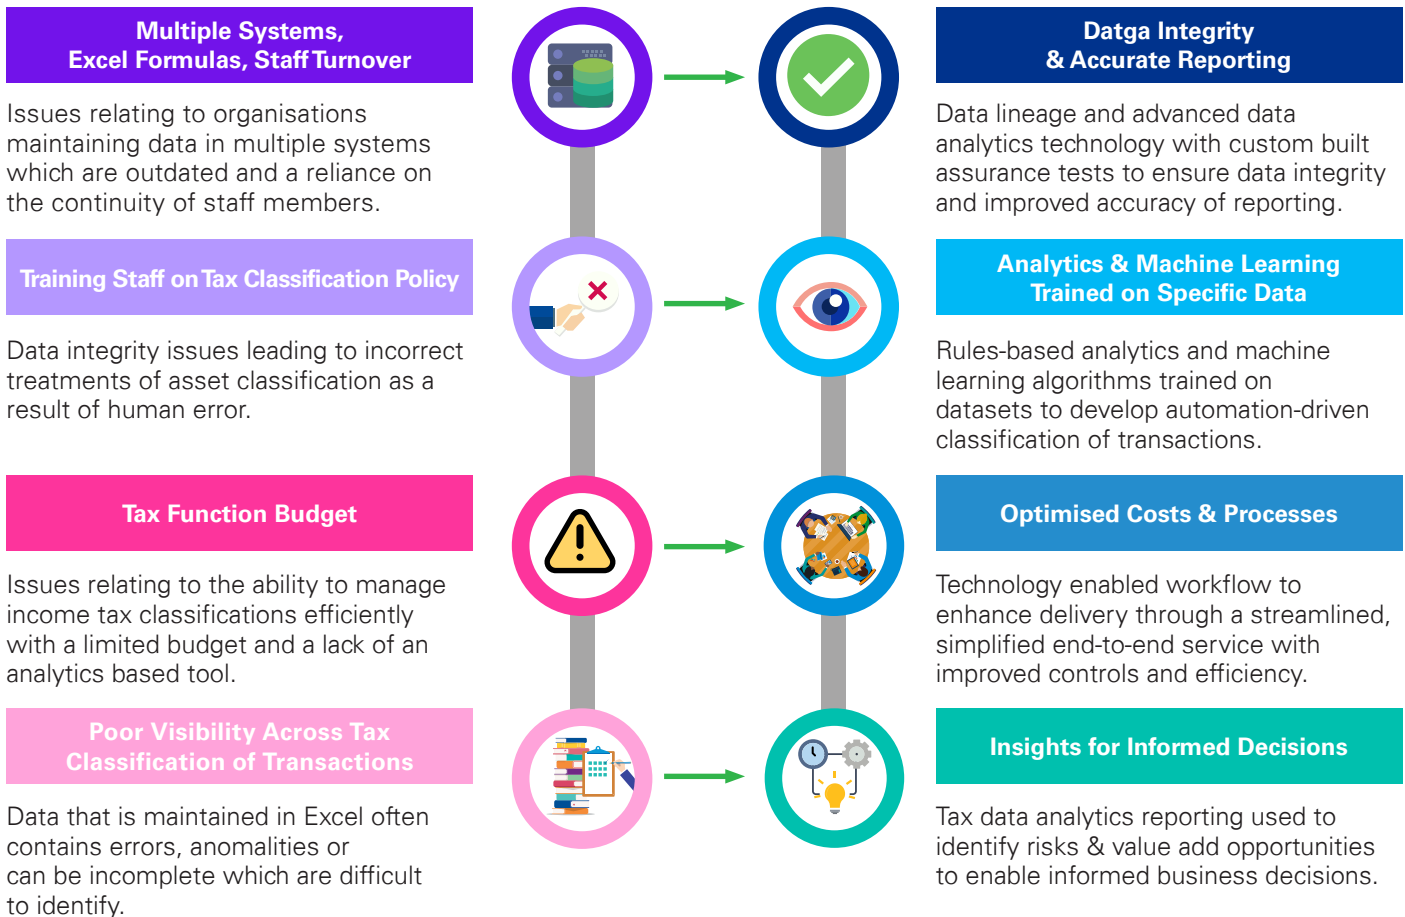 Multiple Systems,
Excel Formulas, Staff Turnover
Issues relating to organisations
maintaining data in multiple systems
which are outdated and a reliance on
the continuity of staff members.
Datga Integrity
& Accurate Reporting
Data lineage and advanced data
analytics technology with custom built
assurance tests to ensure data integrity
and improved accuracy of reporting.
Training Staff on Tax Classification Policy
Data integrity issues leading to incorrect
treatments of asset classification as a
result of human error.
Analytics & Machine Learning
Trained on Specific Data
Rules-based analytics and machine
learning algorithms trained on
datasets to develop automation-driven
classification of transactions.
Tax Function Budget
Issues relating to the ability to manage
income tax classifications efficiently
with a limited budget and a lack of an
analytics based tool.
Optimised Costs & Processes
Technology enabled workflow to
enhance delivery through a streamlined,
simplified end-to-end service with
improved controls and efficiency.
Poor Visibility Across Tax
Classification of Transactions
Data that is maintained in Excel often
contains errors, anomalities or
can be incomplete which are difficult
to identify.
Insights for Informed Decisions
Tax data analytics reporting used to
identify risks & value add opportunities
to enable informed business decisions.